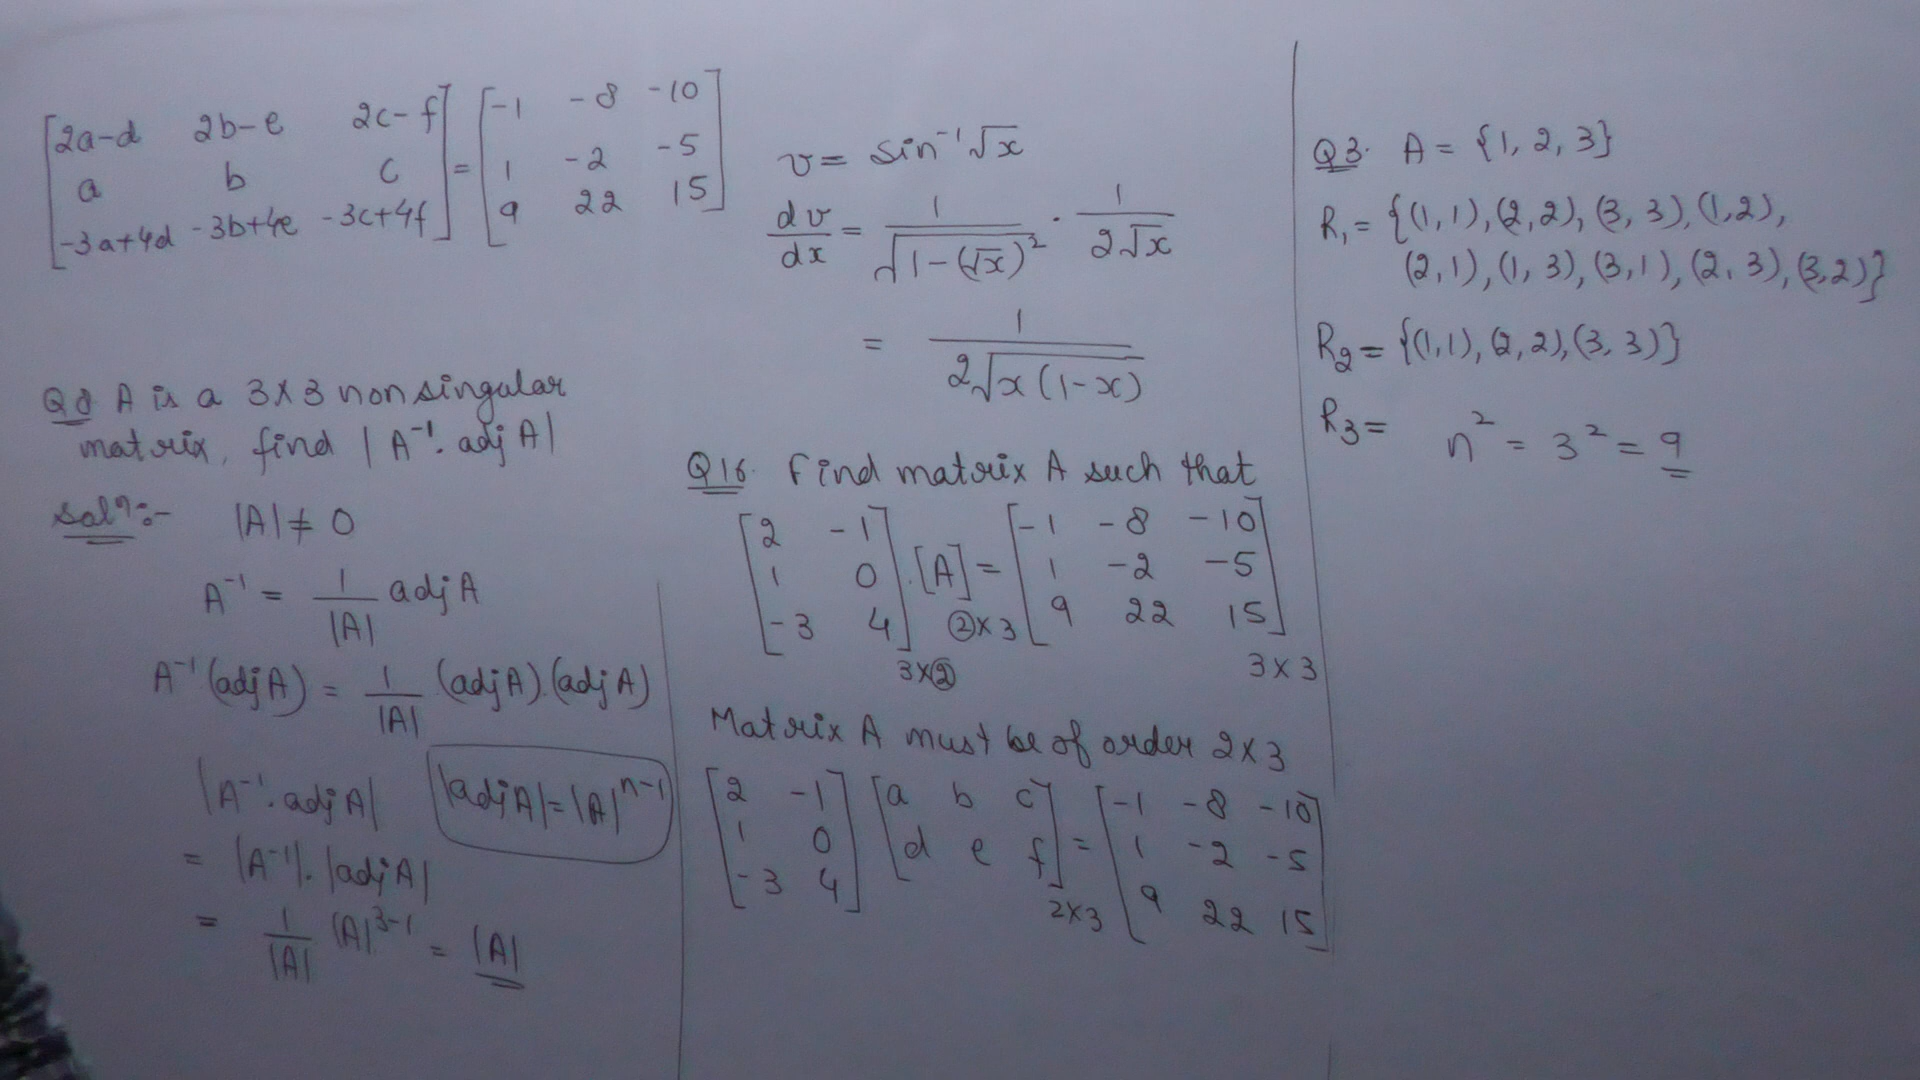 [2a-d 2b-e 2c-f] = [-1 -8 -10]
[a b c] [1 -2 -5]
[-3a+4d -3b+4e -3c+4f] [9 22 15]
Q8 A is a 3×3 non singular
matrix, find |A⁻¹. adj A|
Solⁿ:- |A| ≠ 0
A⁻¹ = 1/|A| adj A
A⁻¹ (adj A) = 1/|A| (adj A).(adj A)
|A⁻¹. adj A| |adj A| = |A|ⁿ⁻¹
= |A⁻¹|. |adj A|
= 1/|A| |A|³⁻¹ = |A|
v = sin⁻¹ √x
dv/dx = 1/√(1-(√x)²) · 1/(2√x)
= 1/(2√(x(1-x)))
Q16. Find matrix A such that
[2 -1] . [A] = [-1 -8 -10]
[1 0] [1 -2 -5]
[-3 4] ②×3 [9 22 15]
3×② 3×3
Matrix A must be of order 2×3
[2 -1] [a b c] = [-1 -8 -10]
[1 0] [d e f] [1 -2 -5]
[-3 4] 2×3 [9 22 15]
Q3. A = {1, 2, 3}
R₁ = {(1,1), (2,2), (3,3), (1,2),
(2,1), (1,3), (3,1), (2,3), (3,2)}
R₂ = {(1,1), (2,2), (3,3)}
R₃ = n² = 3² = 9